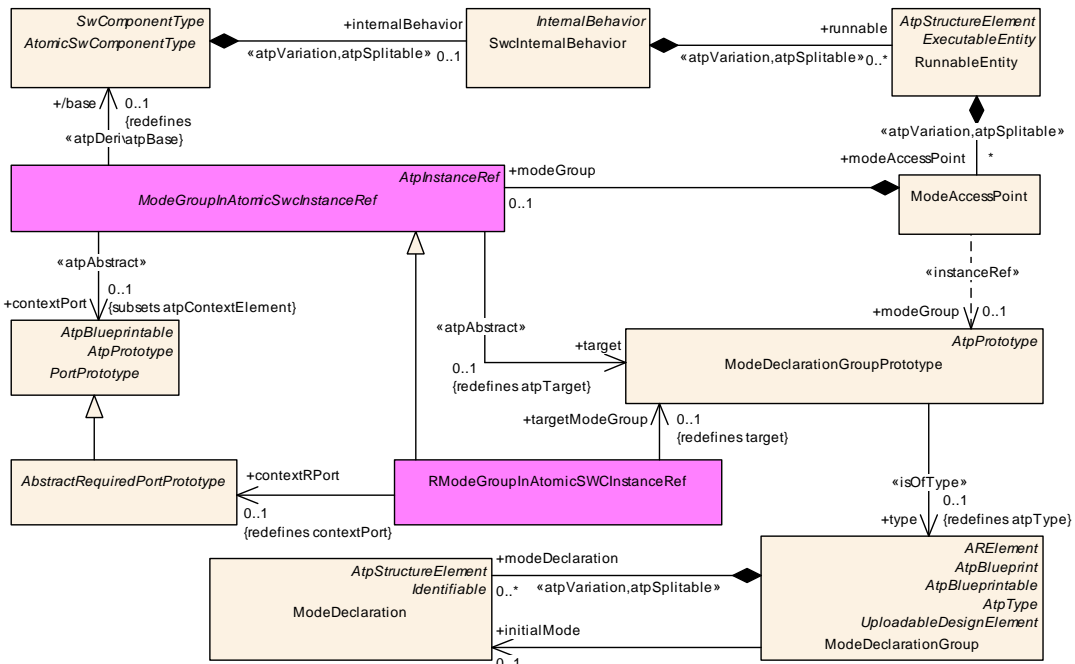 SwComponentType
AtomicSwComponentType
+internalBehavior
«atpVariation,atpSplitable» 0..1
InternalBehavior
SwcInternalBehavior
+runnable
«atpVariation,atpSplitable» 0..*
AtpStructureElement
ExecutableEntity
RunnableEntity
+/base 0..1
{redefines
atpBase}
«atpDeri
«atpVariation,atpSplitable»
+modeAccessPoint *
AtpInstanceRef
ModeGroupInAtomicSwcInstanceRef
+modeGroup
0..1
ModeAccessPoint
«atpAbstract»
+contextPort
0..1
{subsets atpContextElement}
«instanceRef»
+modeGroup 0..1
AtpBlueprintable
AtpPrototype
PortPrototype
«atpAbstract»
+target
0..1
{redefines atpTarget}
AtpPrototype
ModeDeclarationGroupPrototype
+targetModeGroup 0..1
{redefines target}
AbstractRequiredPortPrototype
+contextRPort
0..1
{redefines contextPort}
RModeGroupInAtomicSWCInstanceRef
«isOfType»
0..1
+type {redefines atpType}
AtpStructureElement
Identifiable
ModeDeclaration
+modeDeclaration
0..* «atpVariation,atpSplitable»
+initialMode
0..1
ARElement
AtpBlueprint
AtpBlueprintable
AtpType
UploadableDesignElement
ModeDeclarationGroup